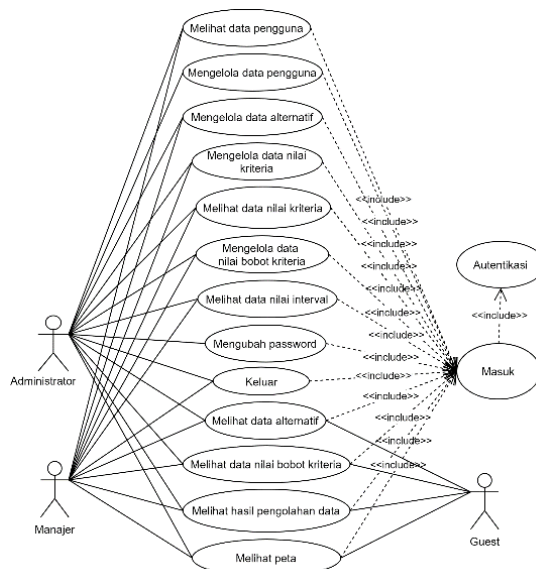 Melihat data pengguna
Mengelola data pengguna
Mengelola data alternatif
Mengelola data nilai
kriteria
Melihat data nilai kriteria
Mengelola data
nilai bobot kriteria
Melihat data nilai interval
Mengubah password
Keluar
Melihat data alternatif
Melihat data nilai bobot kriteria
Melihat hasil pengolahan data
Melihat peta
<<include>>
<<include>>
<<include>>
<<include>>
<<include>>
<<include>>
<<include>>
<<include>>
<<include>>
<<include>>
<<include>>
<<include>>
<<include>>
<<include>>
Autentikasi
Masuk
Administrator
Manajer
Guest